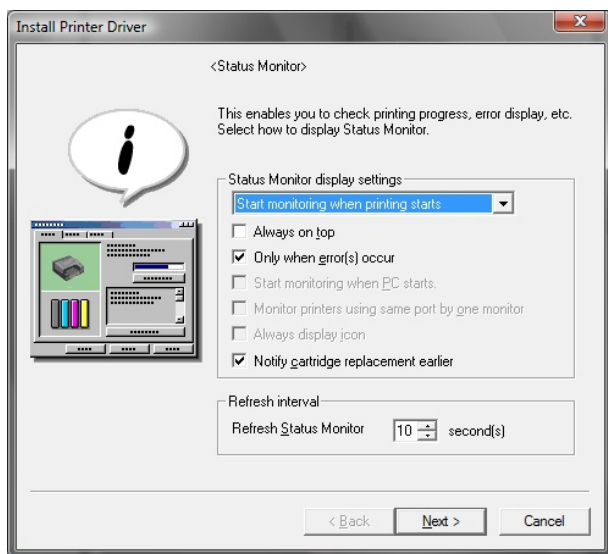 Install Printer Driver
<Status Monitor>
This enables you to check printing progress, error display, etc.
Select how to display Status Monitor.
Status Monitor display settings
Start monitoring when printing starts
Always on top
Only when error(s) occur
Start monitoring when PC starts.
Monitor printers using same port by one monitor
Always display icon
Notify cartridge replacement earlier
Refresh interval
Refresh Status Monitor 10 second(s)
< Back Next > Cancel